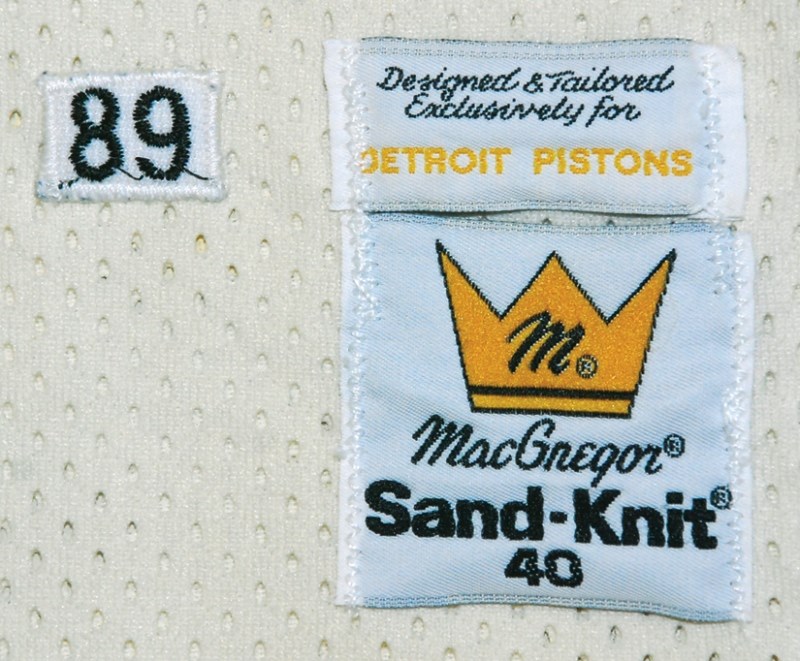 89
Designed & Tailored
Exclusively for
DETROIT PISTONS
M®
MacGregor®
Sand-Knit®
40